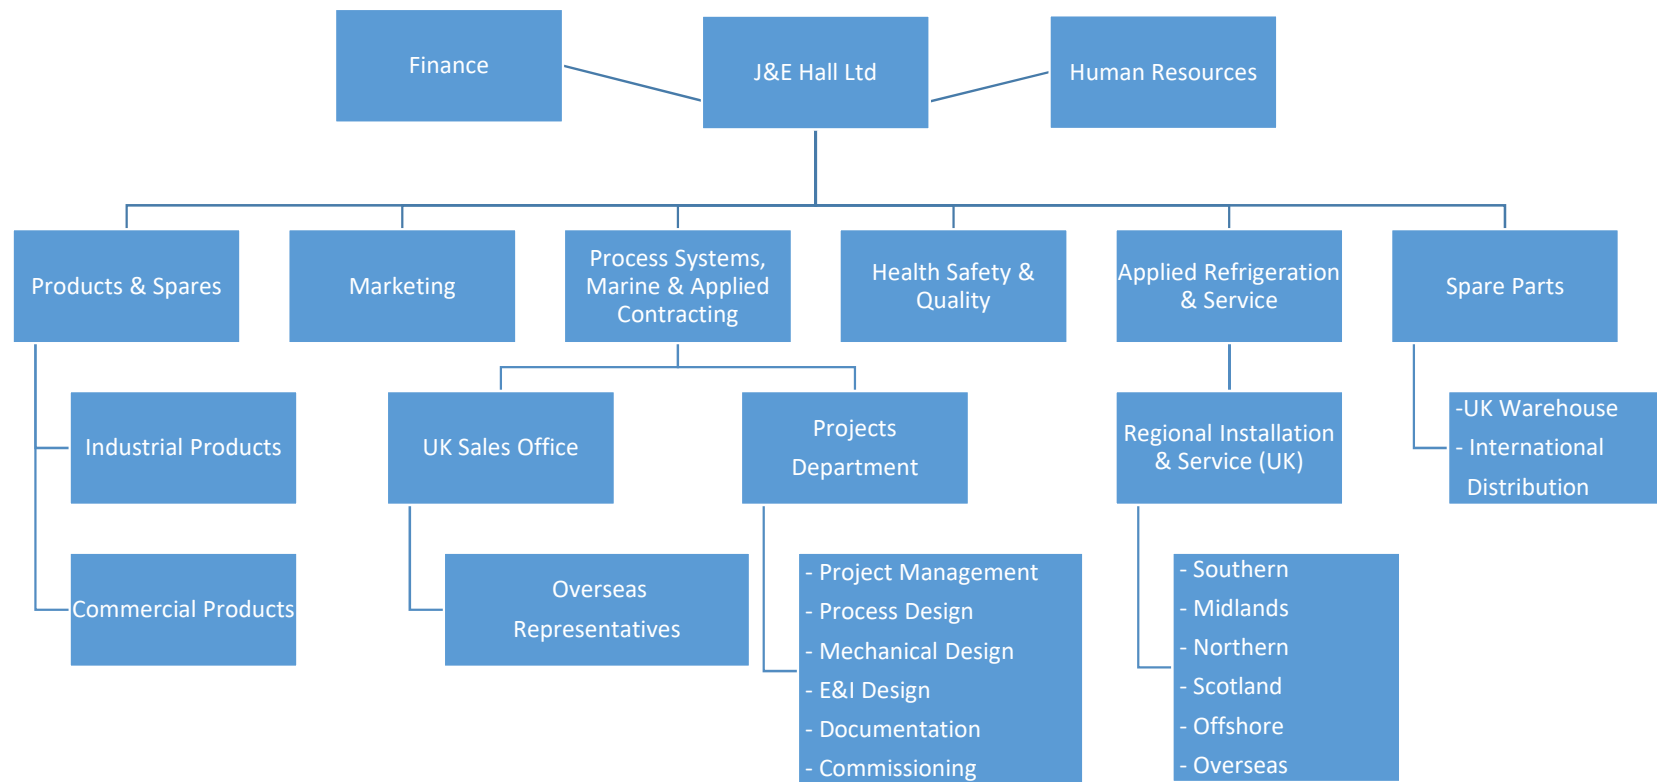 Finance
J&E Hall Ltd
Human Resources
Products & Spares
Marketing
Process Systems,
Marine & Applied
Contracting
Health Safety &
Quality
Applied Refrigeration
& Service
Spare Parts
Industrial Products
UK Sales Office
Projects
Department
Regional Installation
& Service (UK)
-UK Warehouse
- International
Distribution
Commercial Products
Overseas
Representatives
- Project Management
- Process Design
- Mechanical Design
- E&I Design
- Documentation
- Commissioning
- Southern
- Midlands
- Northern
- Scotland
- Offshore
- Overseas